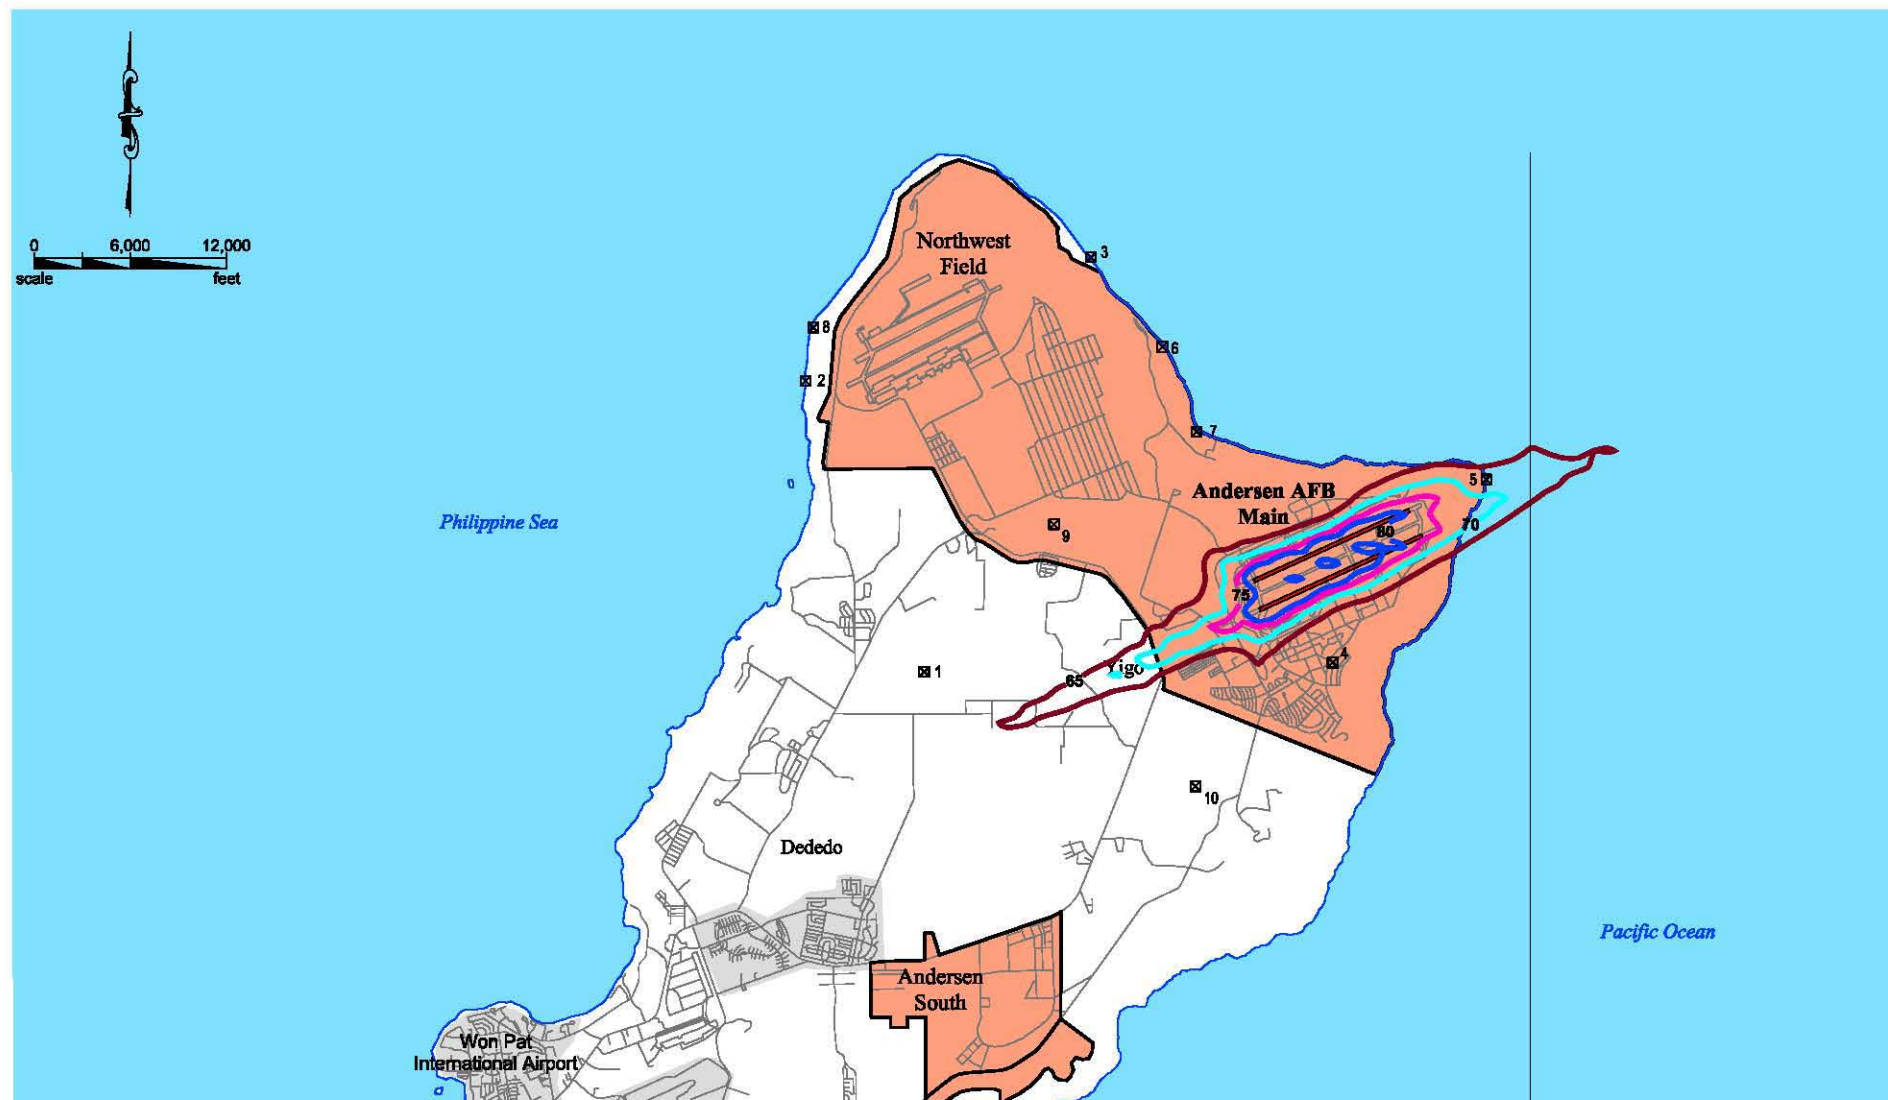 0 6,000 12,000
scale feet
Northwest
Field
3
8
6
2
7
Andersen AFB
Main
5
Philippine Sea
9
70
80
75
4
Yigo
1
65
10
Dededo
Pacific Ocean
Andersen
South
Won Pat
International Airport